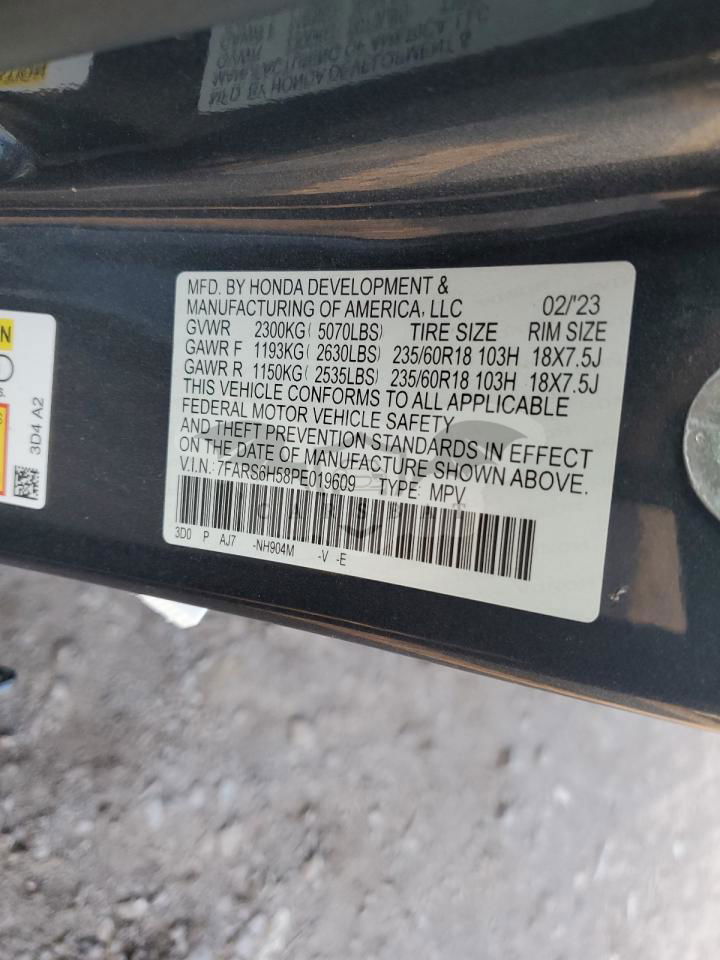 MFD. BY HONDA DEVELOPMENT &
MANUFACTURING OF AMERICA, LLC 02/'23
GVWR 2300KG( 5070LBS) TIRE SIZE RIM SIZE
GAWR F 1193KG( 2630LBS) 235/60R18 103H 18X7.5J
GAWR R 1150KG( 2535LBS) 235/60R18 103H 18X7.5J
THIS VEHICLE CONFORMS TO ALL APPLICABLE
FEDERAL MOTOR VEHICLE SAFETY
AND THEFT PREVENTION STANDARDS IN EFFECT
ON THE DATE OF MANUFACTURE SHOWN ABOVE.
V.I.N.: 7FARS6H58PE019609 TYPE: MPV
3D0 P AJ7 -NH904M -V -E
3D4 A2